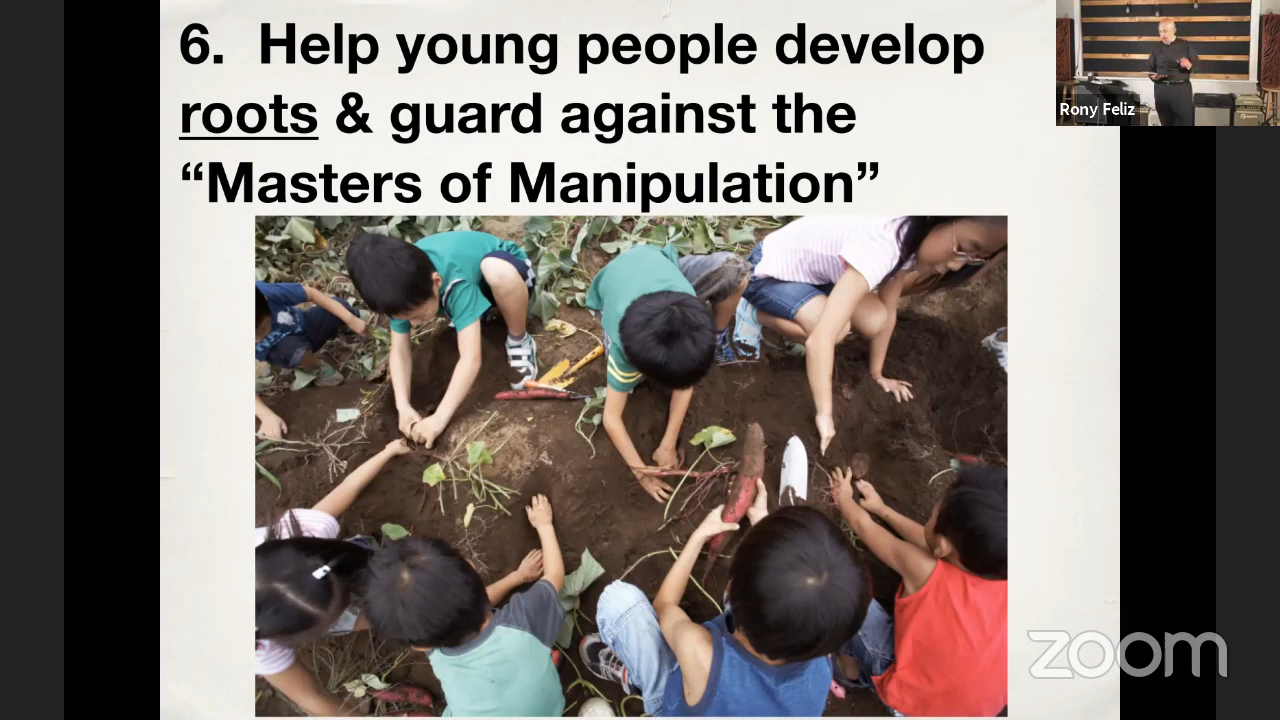 6.  Help young people develop
roots & guard against the
“Masters of Manipulation”
Rony Feliz
zoom